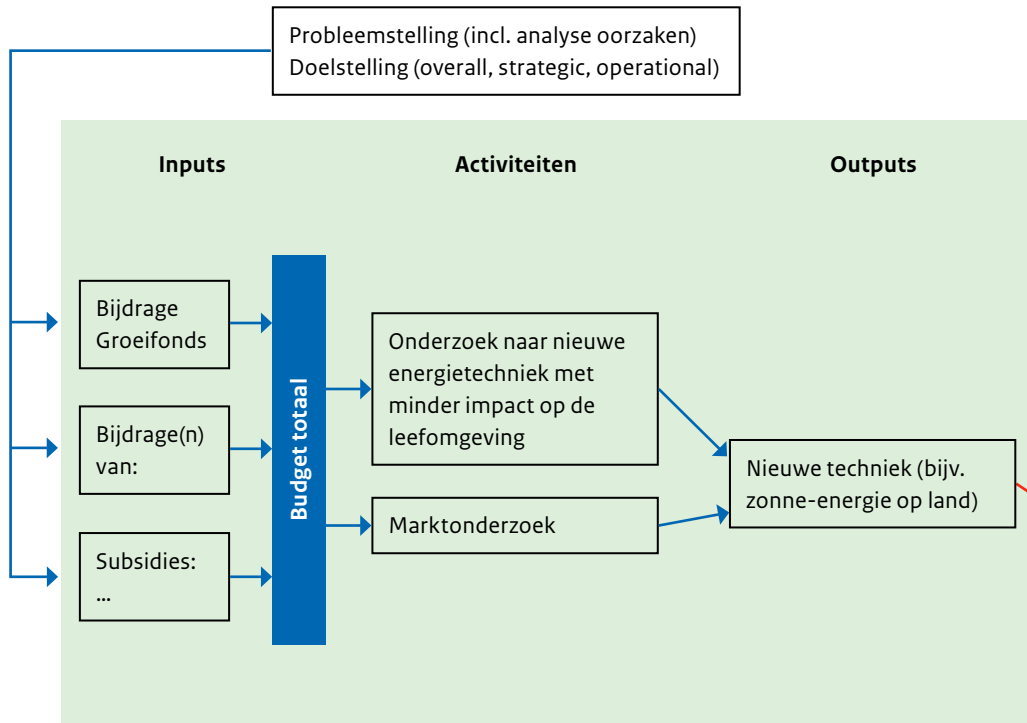 Probleemstelling (incl. analyse oorzaken)
Doelstelling (overall, strategic, operational)
Inputs
Activiteiten
Outputs
Bijdrage
Groeifonds
Bijdrage(n)
van:
Subsidies:
...
Budget totaal
Onderzoek naar nieuwe
energietechniek met
minder impact op de
leefomgeving
Marktonderzoek
Nieuwe techniek (bijv.
zonne-energie op land)